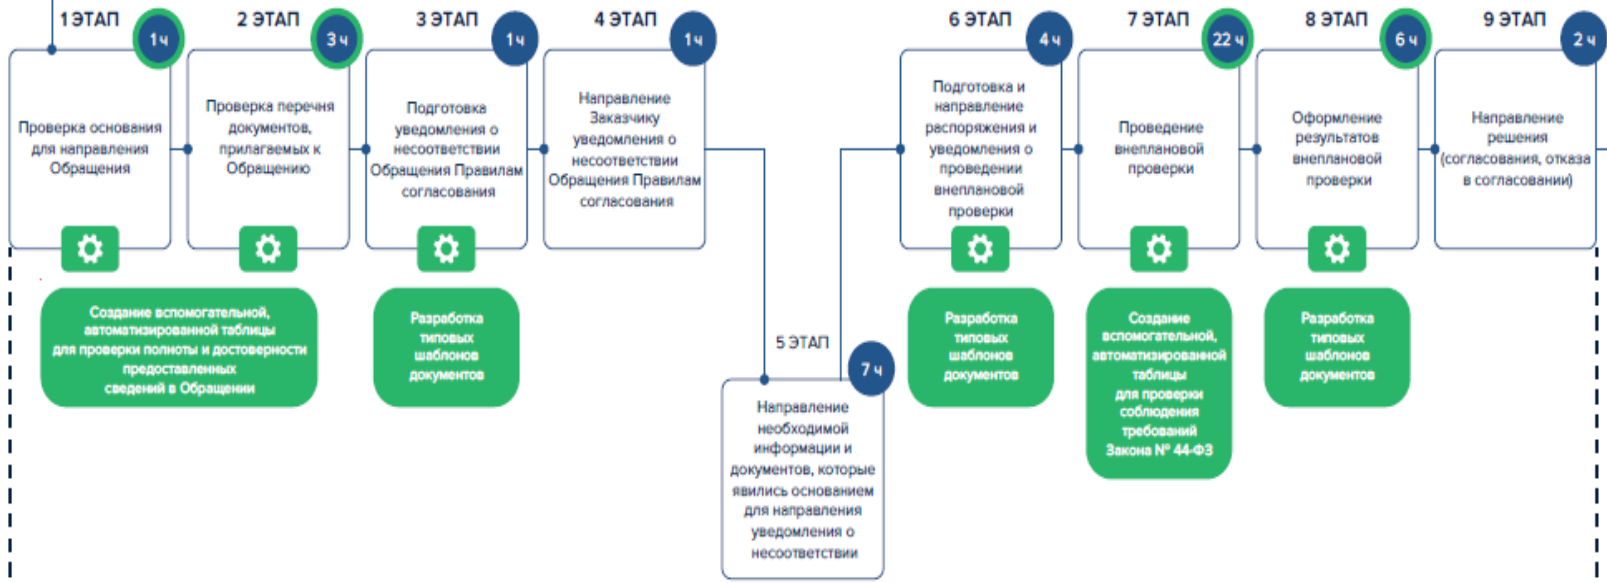 1 ЭТАП
1 ч
Проверка основания
для направления
Обращения
2 ЭТАП
3 ч
Проверка перечня
документов,
прилагаемых к
Обращению
3 ЭТАП
1 ч
Подготовка
уведомления о
несоответствии
Обращения Правилам
согласования
4 ЭТАП
1 ч
Направление
Заказчику
уведомления о
несоответствии
Обращения Правилам
согласования
5 ЭТАП
7 ч
Направление
необходимой
информации и
документов, которые
явились основанием
для направления
уведомления о
несоответствии
6 ЭТАП
4 ч
Подготовка и
направление
распоряжения и
уведомления о
проведении
внеплановой
проверки
7 ЭТАП
22 ч
Проведение
внеплановой
проверки
8 ЭТАП
6 ч
Оформление
результатов
внеплановой
проверки
9 ЭТАП
2 ч
Направление
решения
(согласования, отказа
в согласовании)
Создание вспомогательной,
автоматизированной таблицы
для проверки полноты и достоверности
предоставленных
сведений в Обращении
Разработка
типовых
шаблонов
документов
Разработка
типовых
шаблонов
документов
Создание
вспомогательной,
автоматизированной
таблицы
для проверки
соблюдения
требований
Закона № 44-ФЗ
Разработка
типовых
шаблонов
документов